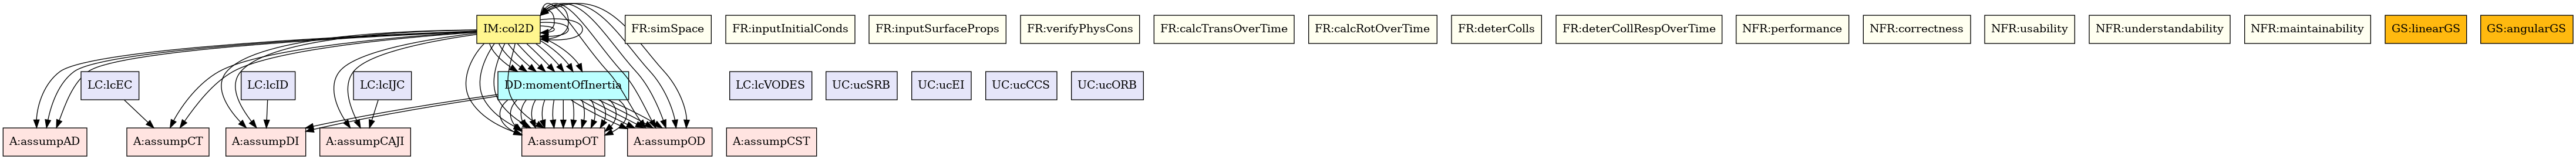 IM:col2D
FR:simSpace
FR:inputInitialConds
FR:inputSurfaceProps
FR:verifyPhysCons
FR:calcTransOverTime
FR:calcRotOverTime
FR:deterColls
FR:deterCollRespOverTime
NFR:performance
NFR:correctness
NFR:usability
NFR:understandability
NFR:maintainability
GS:linearGS
GS:angularGS
LC:lcEC
LC:lcID
LC:lcIJC
DD:momentOfInertia
LC:lcVODES
UC:ucSRB
UC:ucEI
UC:ucCCS
UC:ucORB
A:assumpAD
A:assumpCT
A:assumpDI
A:assumpCAJI
A:assumpOT
A:assumpOD
A:assumpCST